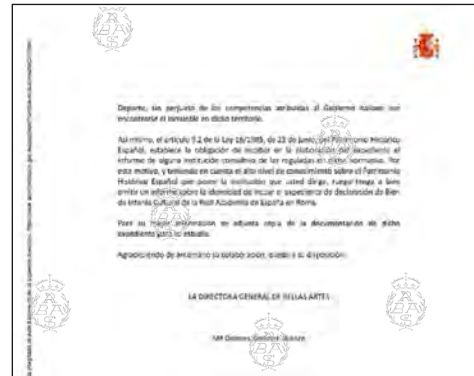 Deporte, sin perjuicio de las competencias atribuidas al Gobierno italiano por
encontrarse el inmueble en dicho territorio.
Asimismo, el artículo 9.2 de la Ley 16/1985, de 25 de junio, del Patrimonio Histórico
Español, establece la obligación de recabar en la elaboración del expediente el
informe de alguna institución consultiva de las reguladas en dicha normativa. Por
este motivo, y teniendo en cuenta el alto nivel de conocimiento sobre el Patrimonio
Histórico Español que posee la institución que usted dirige, ruego tenga a bien
emitir un informe sobre la idoneidad de incoar el expediente de declaración de Bien
de Interés Cultural de la Real Academia de España en Roma.
Para su mejor información se adjunta copia de la documentación de dicho
expediente para su estudio.
Agradeciendo de antemano su colaboración, quedo a su disposición.
LA DIRECTORA GENERAL DE BELLAS ARTES
Mª Dolores Jiménez-Blanco